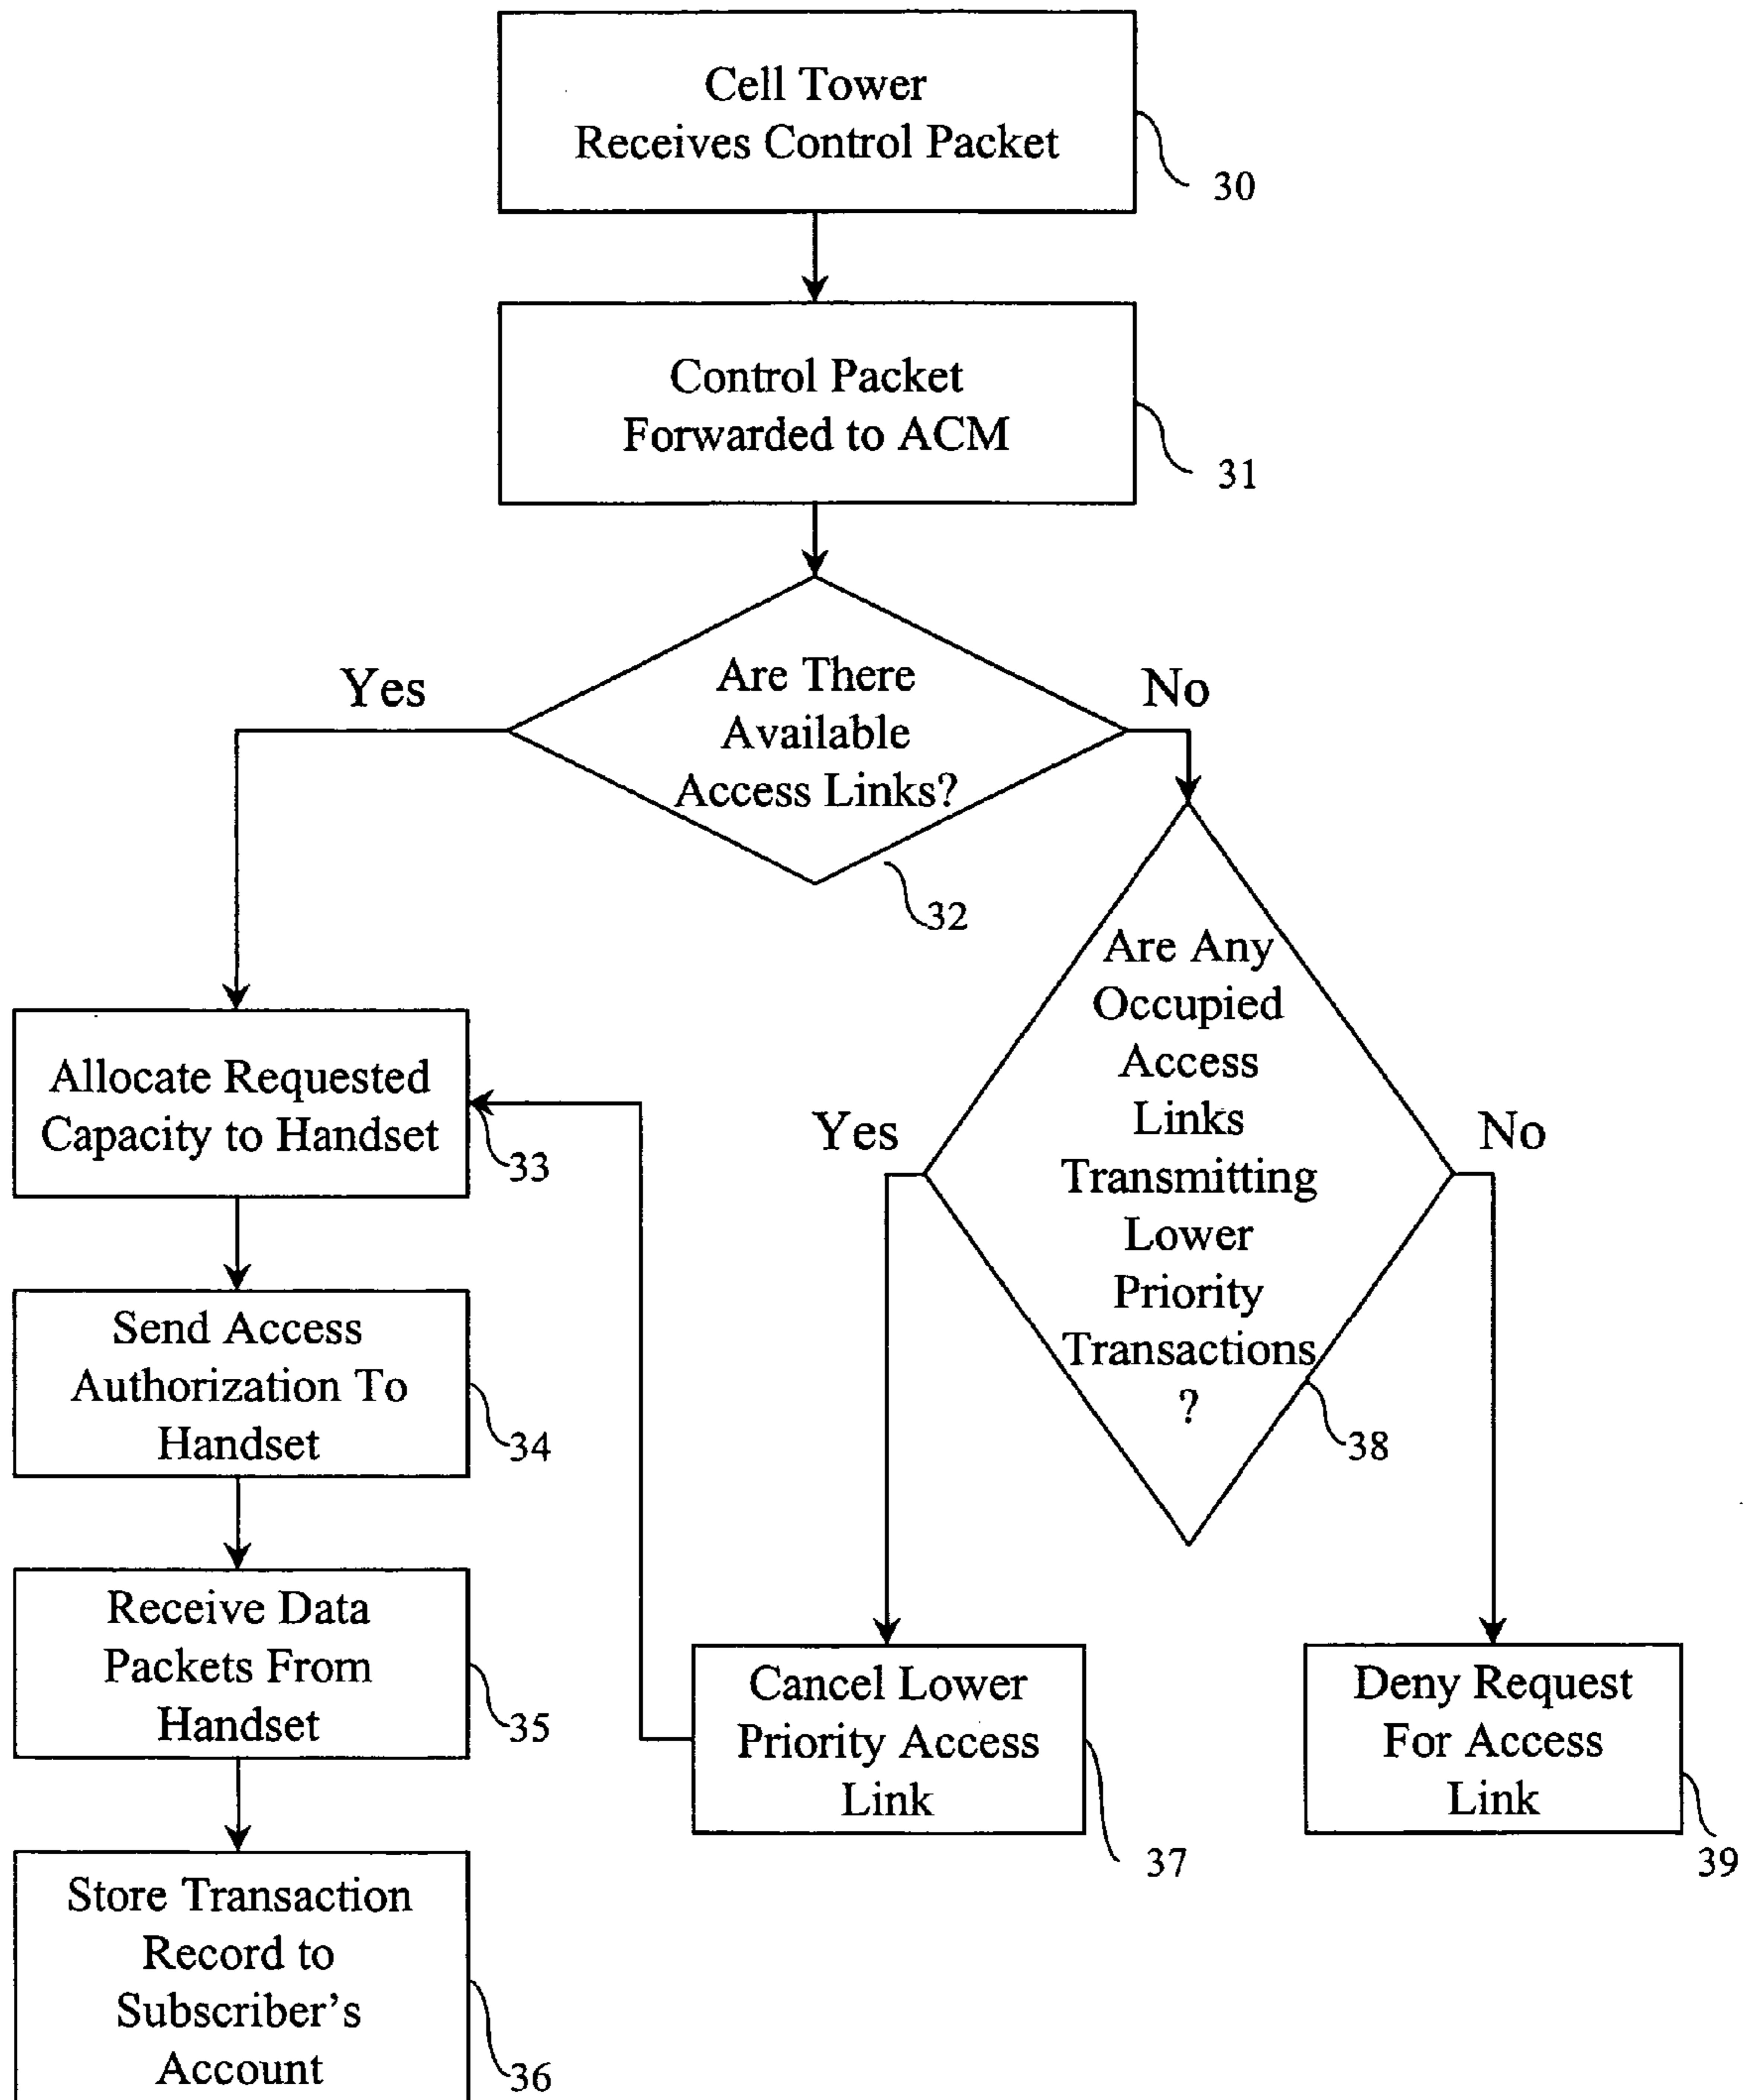 Cell Tower
Receives Control Packet
30
Control Packet
Forwarded to ACM
31
Are There
Available
Access Links?
Yes
No
32
Allocate Requested
Capacity to Handset
33
Are Any
Occupied
Access
Links
Transmitting
Lower
Priority
Transactions
?
Yes
No
38
Send Access
Authorization To
Handset
34
Receive Data
Packets From
Handset
35
Cancel Lower
Priority Access
Link
37
Deny Request
For Access
Link
39
Store Transaction
Record to
Subscriber's
Account
36